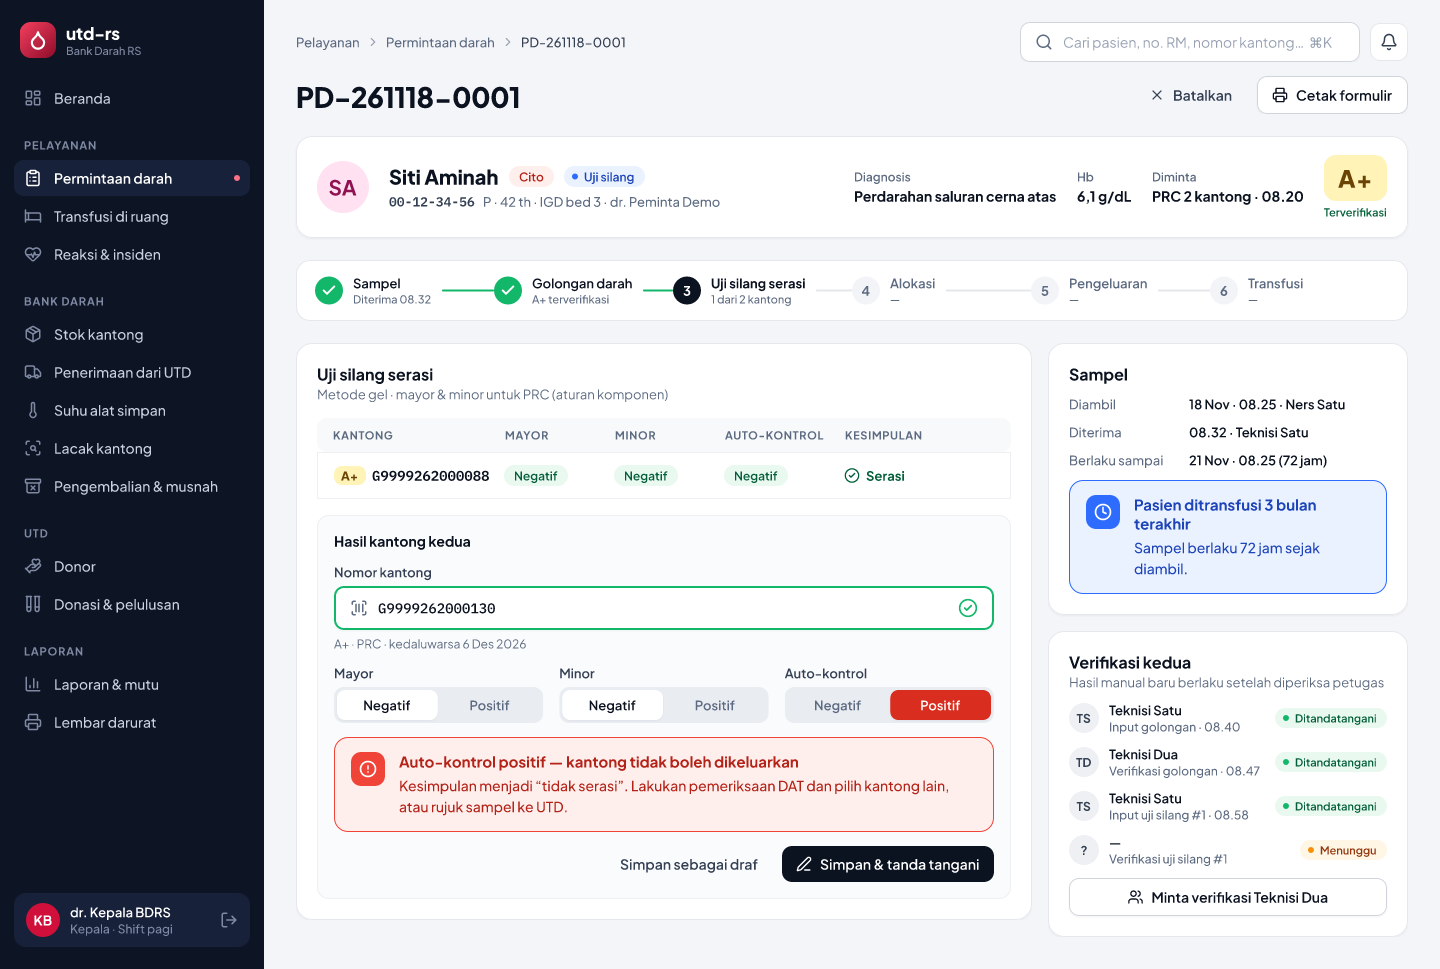 utd-rs
Bank Darah RS
Beranda
PELAYANAN
Permintaan darah
Transfusi di ruang
Reaksi & insiden
BANK DARAH
Stok kantong
Penerimaan dari UTD
Suhu alat simpan
Lacak kantong
Pengembalian & musnah
UTD
Donor
Donasi & pelulusan
LAPORAN
Laporan & mutu
Lembar darurat
KB
dr. Kepala BDRS
Kepala · Shift pagi
Pelayanan > Permintaan darah > PD-261118-0001
Cari pasien, no. RM, nomor kantong… ⌘K
PD-261118-0001
Batalkan
Cetak formulir
SA
Siti Aminah Cito Uji silang
00-12-34-56 P · 42 th · IGD bed 3 · dr. Peminta Demo
Diagnosis
Perdarahan saluran cerna atas
Hb
6,1 g/dL
Diminta
PRC 2 kantong · 08.20
A+
Terverifikasi
Sampel
Diterima 08.32
Golongan darah
A+ terverifikasi
3
Uji silang serasi
1 dari 2 kantong
4
Alokasi
—
5
Pengeluaran
—
6
Transfusi
—
Uji silang serasi
Metode gel · mayor & minor untuk PRC (aturan komponen)
KANTONG MAYOR MINOR AUTO-KONTROL KESIMPULAN
A+ G9999262000088 Negatif Negatif Negatif Serasi
Hasil kantong kedua
Nomor kantong
G9999262000130
A+ · PRC · kedaluwarsa 6 Des 2026
Mayor Minor Auto-kontrol
Negatif Positif Negatif Positif Negatif Positif
Auto-kontrol positif — kantong tidak boleh dikeluarkan
Kesimpulan menjadi “tidak serasi”. Lakukan pemeriksaan DAT dan pilih kantong lain,
atau rujuk sampel ke UTD.
Simpan sebagai draf
Simpan & tanda tangani
Sampel
Diambil 18 Nov · 08.25 · Ners Satu
Diterima 08.32 · Teknisi Satu
Berlaku sampai 21 Nov · 08.25 (72 jam)
Pasien ditransfusi 3 bulan
terakhir
Sampel berlaku 72 jam sejak
diambil.
Verifikasi kedua
Hasil manual baru berlaku setelah diperiksa petugas
TS
Teknisi Satu
Input golongan · 08.40
Ditandatangani
TD
Teknisi Dua
Verifikasi golongan · 08.47
Ditandatangani
TS
Teknisi Satu
Input uji silang #1 · 08.58
Ditandatangani
?
—
Verifikasi uji silang #1
Menunggu
Minta verifikasi Teknisi Dua